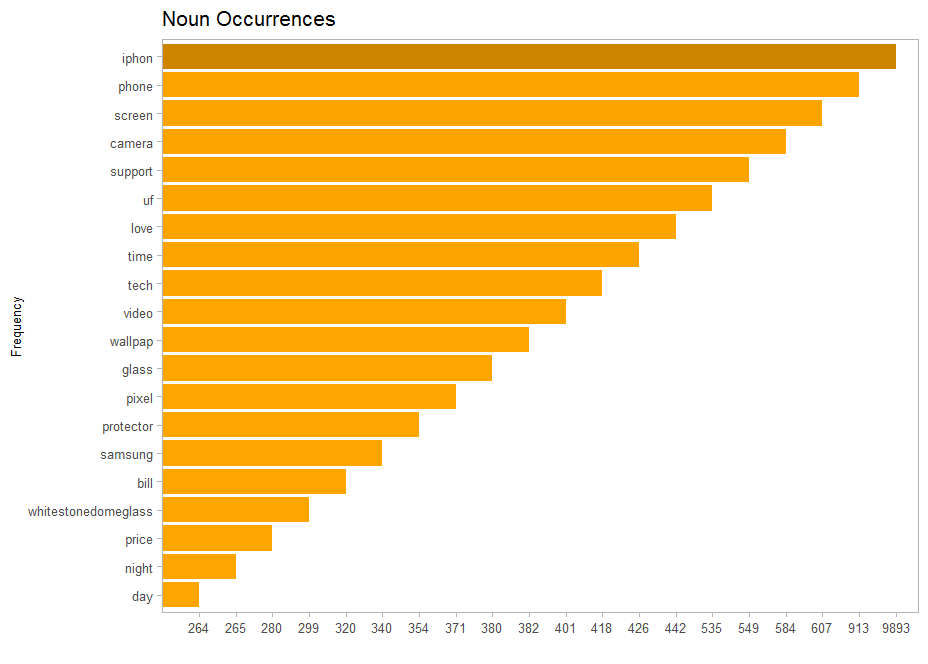 Noun Occurrences
iphon
phone
screen
camera
support
uf
love
time
tech
video
wallpap
glass
pixel
protector
samsung
bill
whitestonedomeglass
price
night
day
Frequency
264 265 280 299 320 340 354 371 380 382 401 418 426 442 535 549 584 607 913 9893